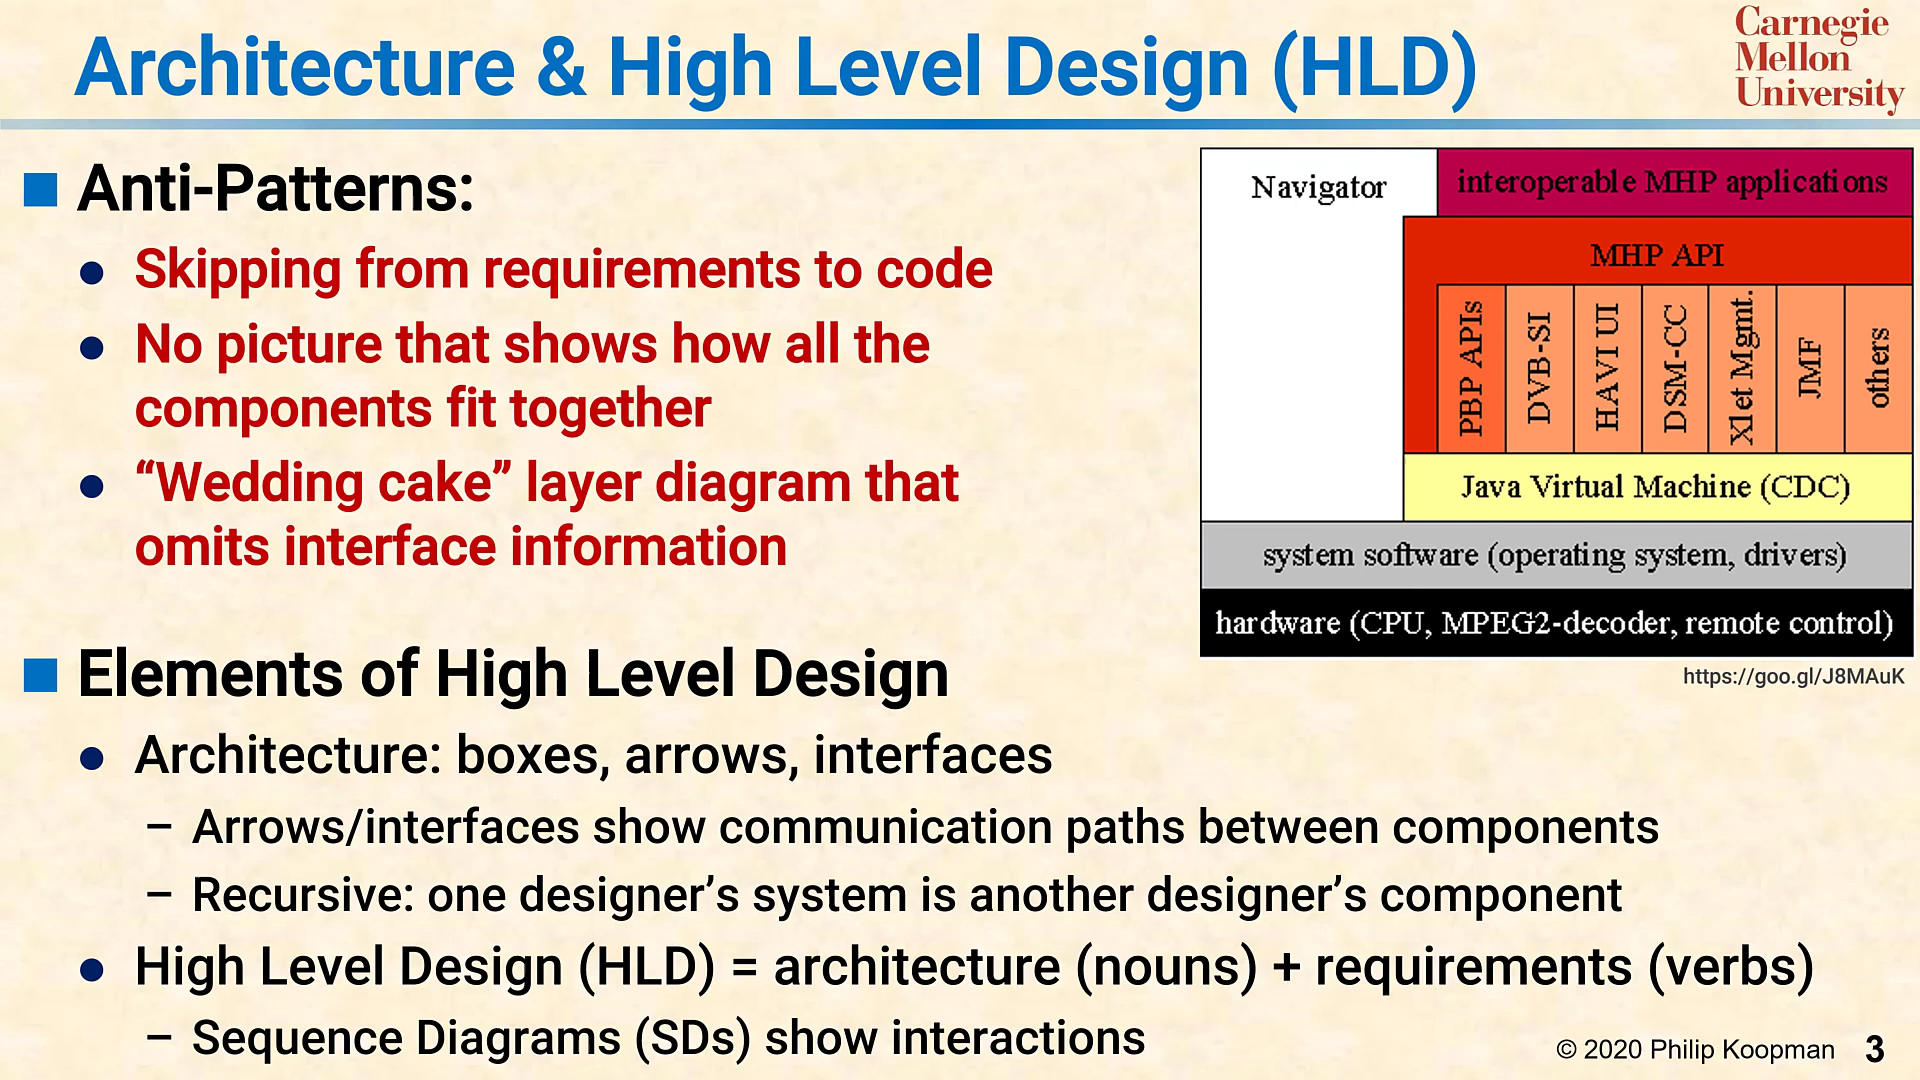 Architecture & High Level Design (HLD)
Carnegie
Mellon
University
Anti-Patterns:
Skipping from requirements to code
No picture that shows how all the
components fit together
“Wedding cake” layer diagram that
omits interface information
Navigator
interoperable MHP applications
MHP API
PBP APIs
DVB-SI
HAVI UI
DSM-CC
Xlet Mgmt.
JMF
others
Java Virtual Machine (CDC)
system software (operating system, drivers)
hardware (CPU, MPEG2-decoder, remote control)
https://goo.gl/J8MAuK
Elements of High Level Design
Architecture: boxes, arrows, interfaces
– Arrows/interfaces show communication paths between components
– Recursive: one designer’s system is another designer’s component
High Level Design (HLD) = architecture (nouns) + requirements (verbs)
– Sequence Diagrams (SDs) show interactions
© 2020 Philip Koopman 3